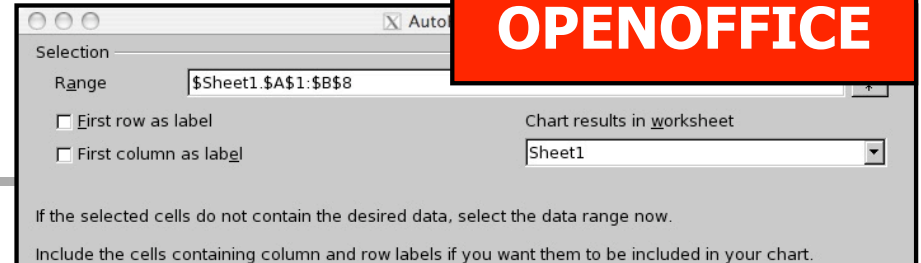 X Auto
OPENOFFICE
Selection
Range $Sheet1.$A$1:$B$8
First row as label
Chart results in worksheet
First column as label
Sheet1
If the selected cells do not contain the desired data, select the data range now.
Include the cells containing column and row labels if you want them to be included in your chart.